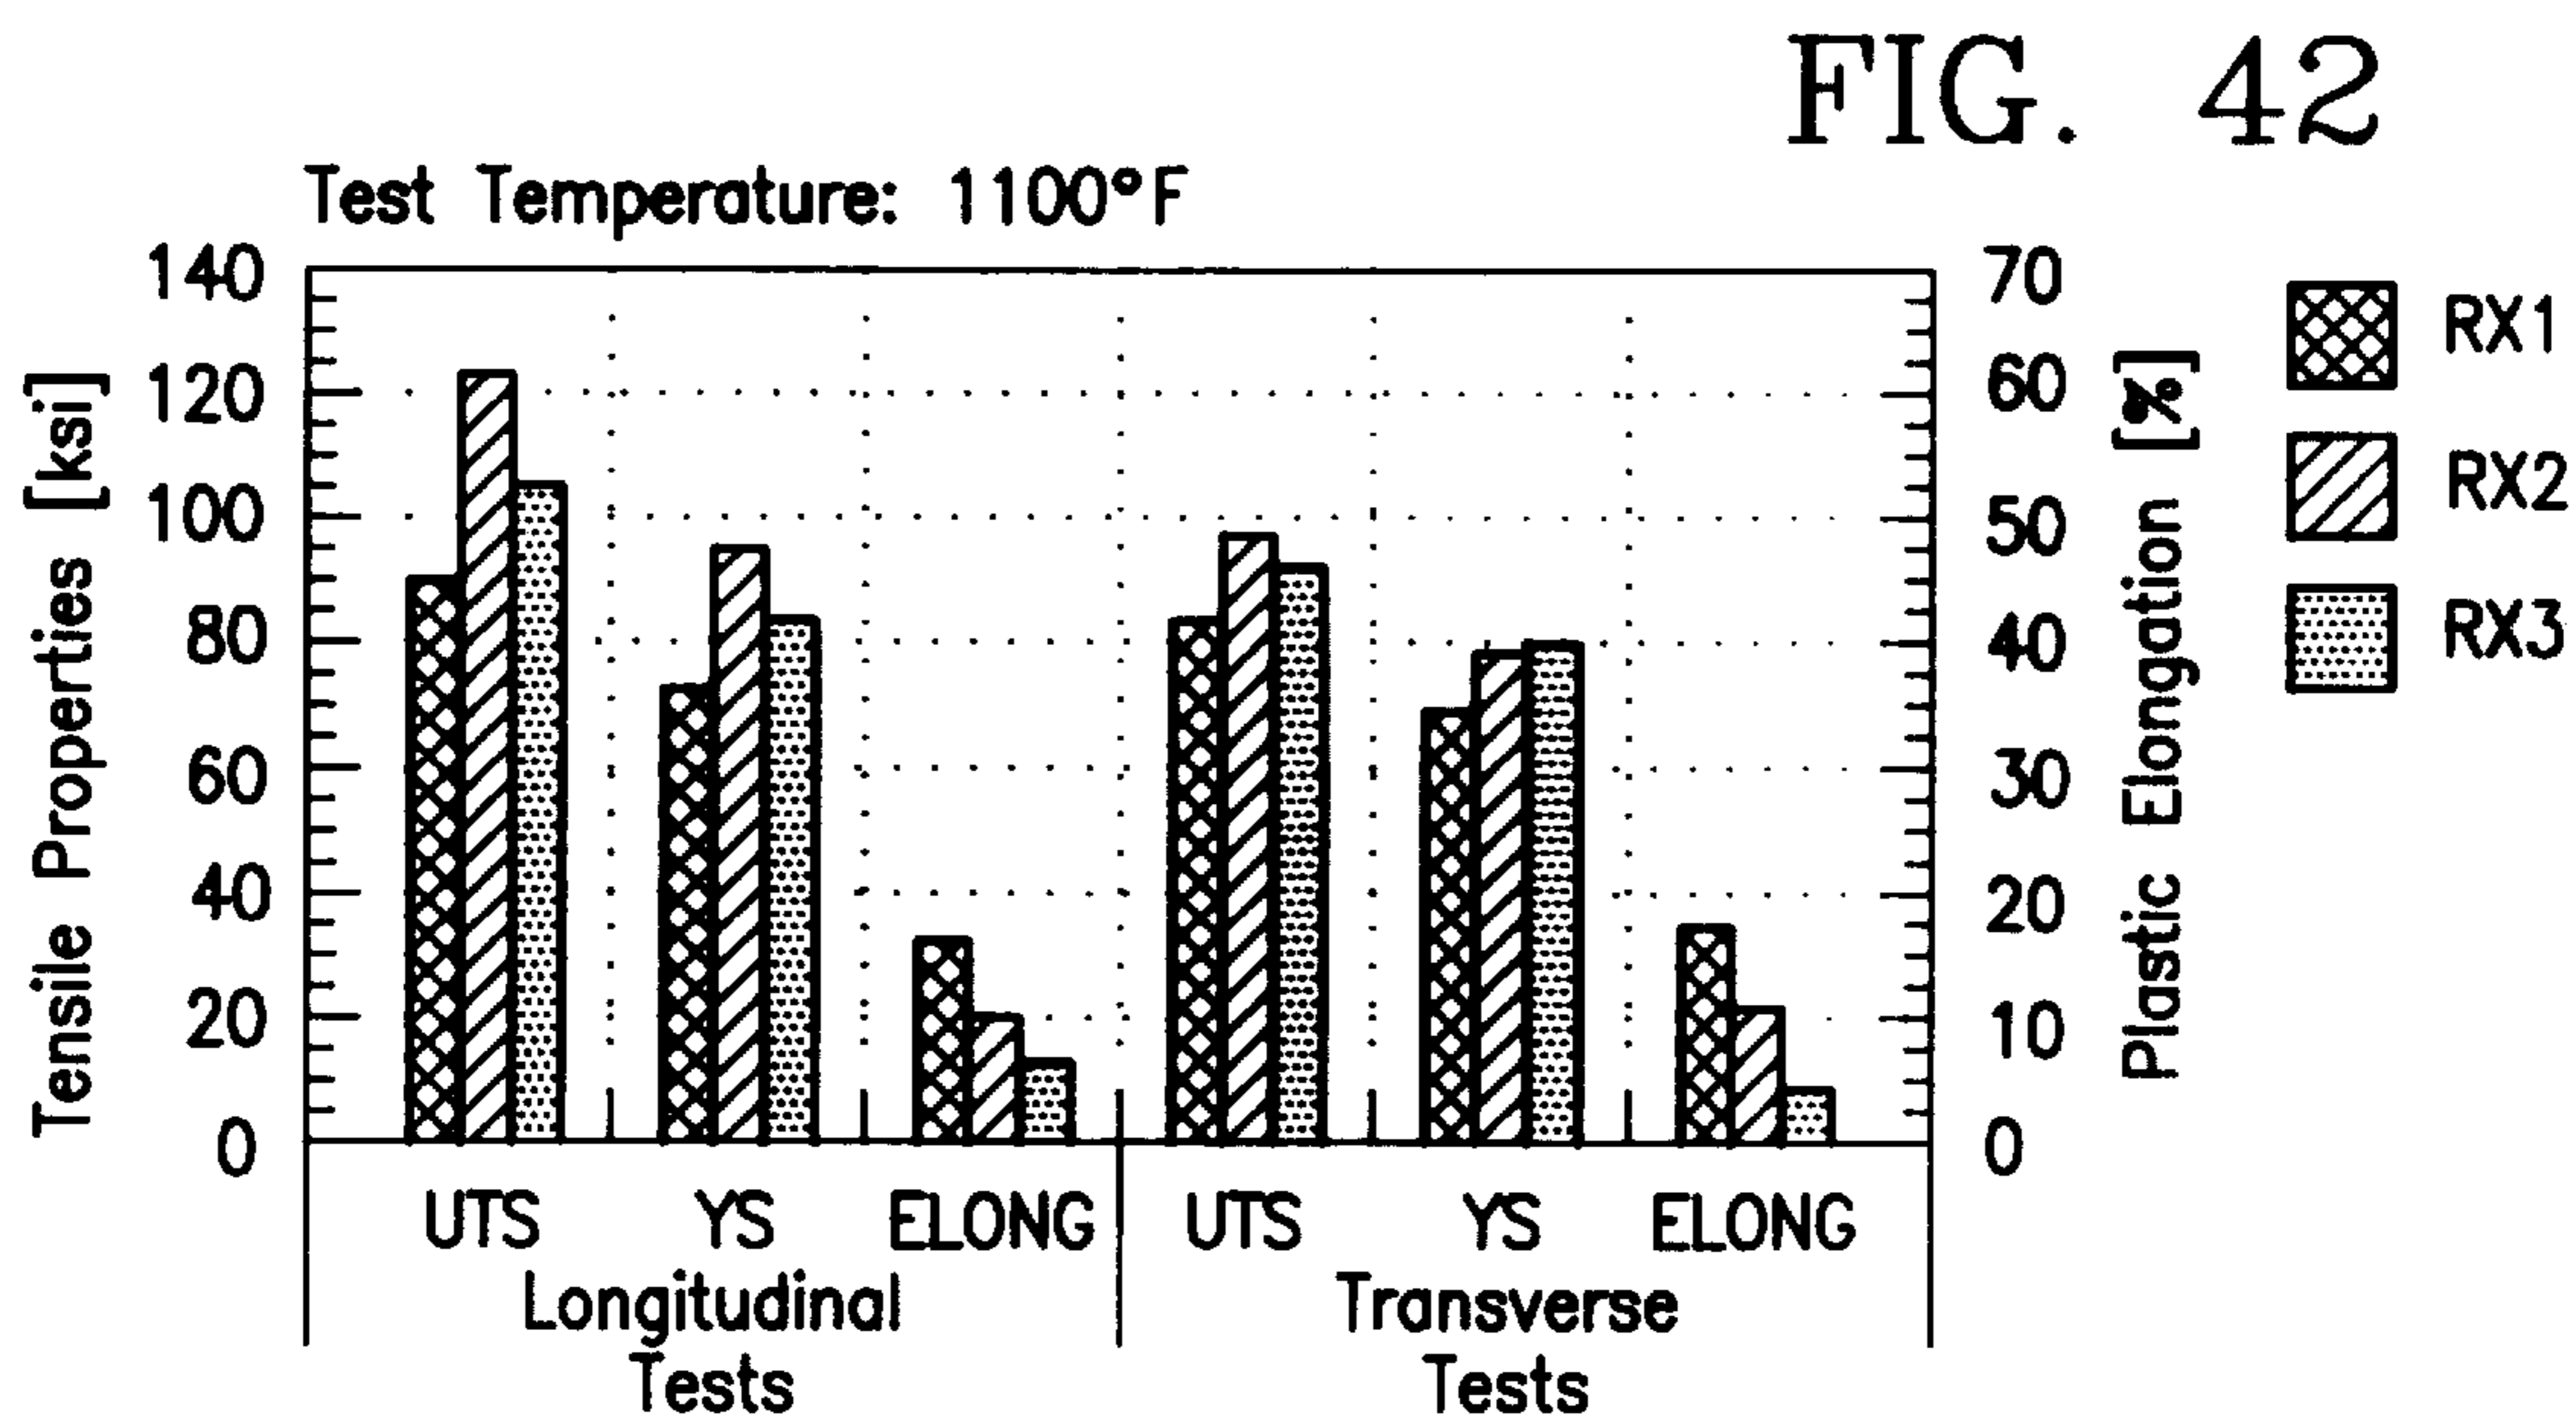 FIG. 42
Test Temperature: 1100°F
Tensile Properties [ksi]
140
120
100
80
60
40
20
0
70
60
50
40
30
20
10
0
Plastic Elongation [%]
RX1
RX2
RX3
UTS YS ELONG UTS YS ELONG
Longitudinal Tests
Transverse Tests